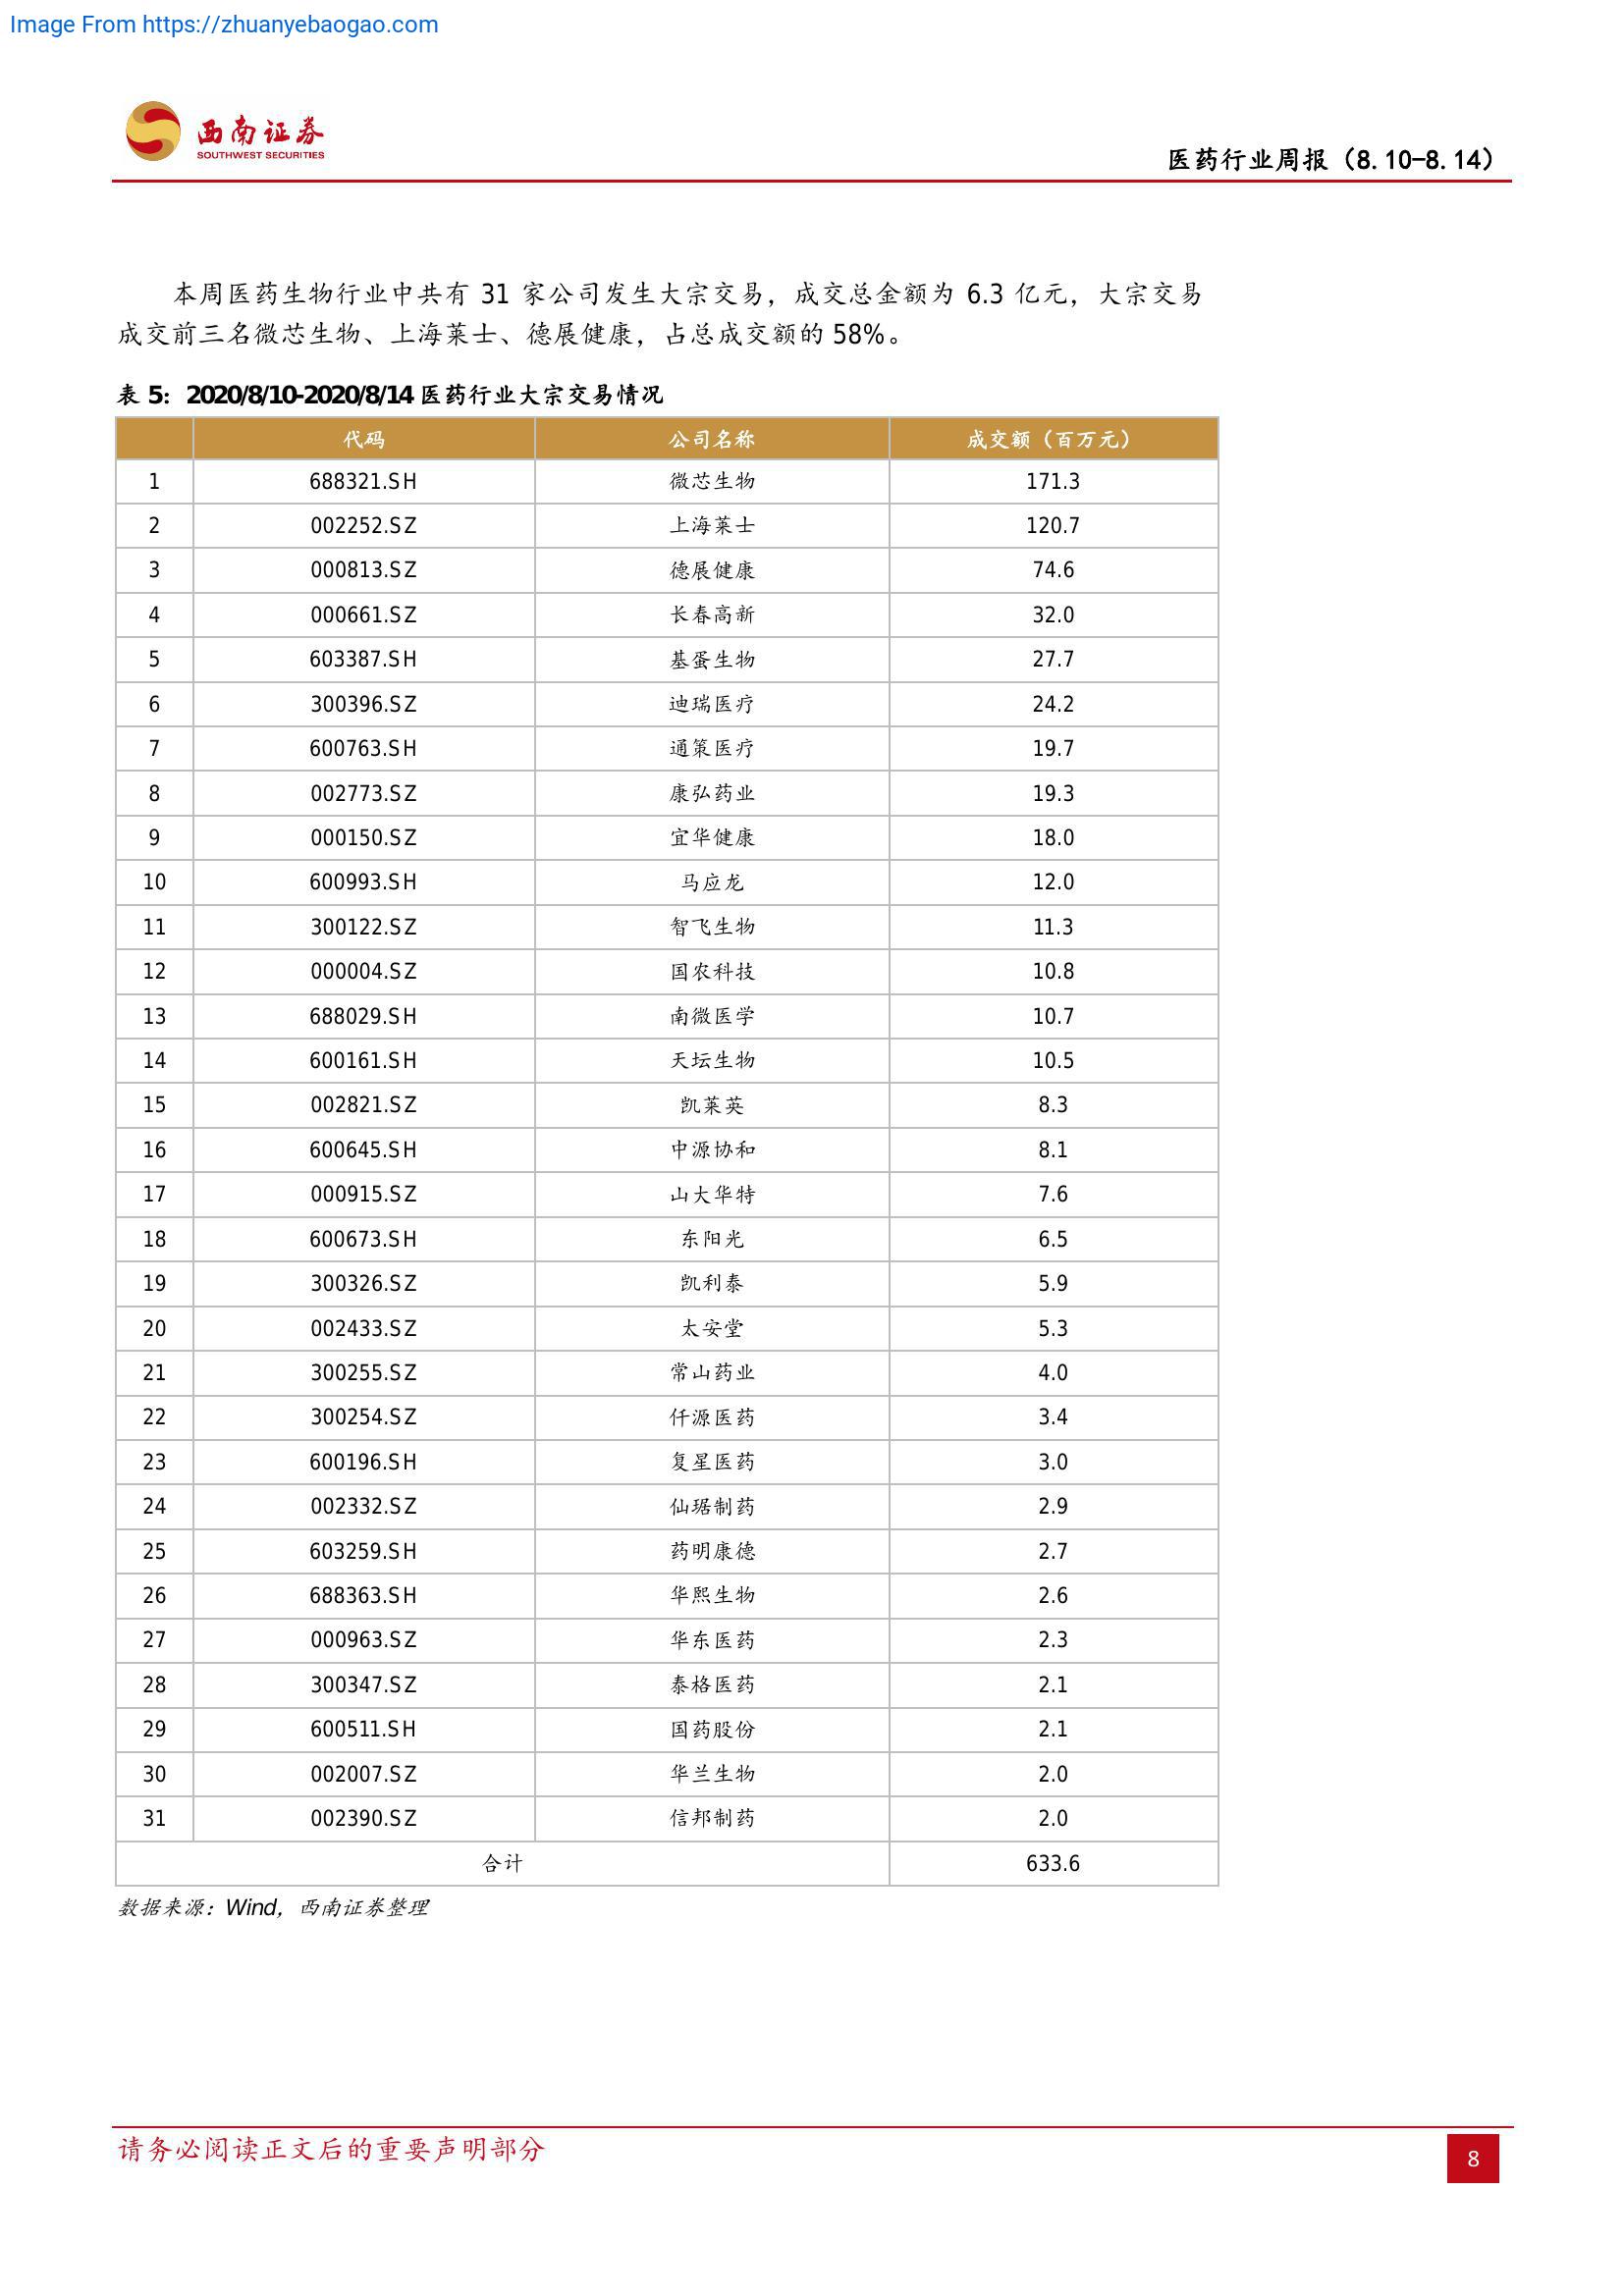 Image From https://zhuanyebaogao.com
西南证券
SOUTHWEST SECURITIES
医药行业周报（8.10-8.14）
本周医药生物行业中共有 31 家公司发生大宗交易，成交总金额为 6.3 亿元，大宗交易
成交前三名微芯生物、上海莱士、德展健康，占总成交额的 58%。
表 5：2020/8/10-2020/8/14 医药行业大宗交易情况
代码 公司名称 成交额（百万元）
1 688321.SH 微芯生物 171.3
2 002252.SZ 上海莱士 120.7
3 000813.SZ 德展健康 74.6
4 000661.SZ 长春高新 32.0
5 603387.SH 基蛋生物 27.7
6 300396.SZ 迪瑞医疗 24.2
7 600763.SH 通策医疗 19.7
8 002773.SZ 康弘药业 19.3
9 000150.SZ 宜华健康 18.0
10 600993.SH 马应龙 12.0
11 300122.SZ 智飞生物 11.3
12 000004.SZ 国农科技 10.8
13 688029.SH 南微医学 10.7
14 600161.SH 天坛生物 10.5
15 002821.SZ 凯莱英 8.3
16 600645.SH 中源协和 8.1
17 000915.SZ 山大华特 7.6
18 600673.SH 东阳光 6.5
19 300326.SZ 凯利泰 5.9
20 002433.SZ 太安堂 5.3
21 300255.SZ 常山药业 4.0
22 300254.SZ 仟源医药 3.4
23 600196.SH 复星医药 3.0
24 002332.SZ 仙琚制药 2.9
25 603259.SH 药明康德 2.7
26 688363.SH 华熙生物 2.6
27 000963.SZ 华东医药 2.3
28 300347.SZ 泰格医药 2.1
29 600511.SH 国药股份 2.1
30 002007.SZ 华兰生物 2.0
31 002390.SZ 信邦制药 2.0
合计 633.6
数据来源：Wind，西南证券整理
请务必阅读正文后的重要声明部分
8